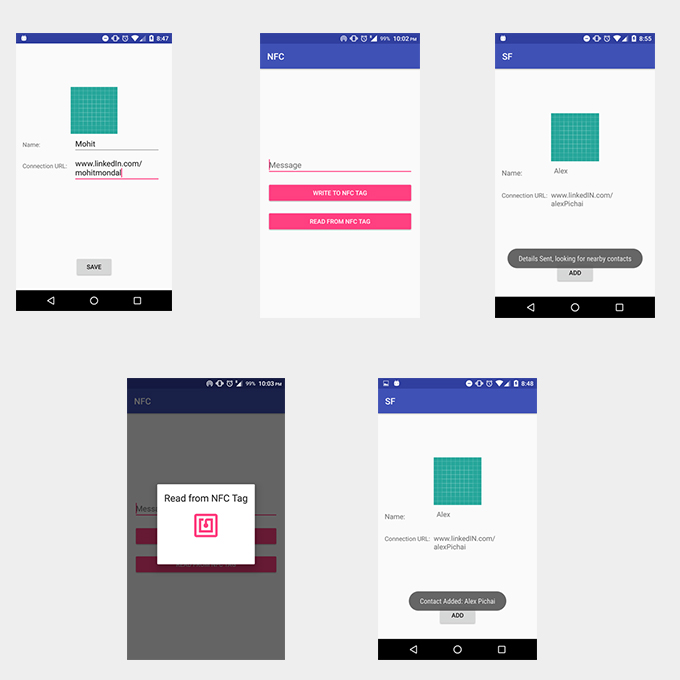 8:47
Name:
Mohit
Connection URL:
www.linkedIn.com/
mohitmondal
SAVE
99% 10:02 PM
NFC
Message
WRITE TO NFC TAG
READ FROM NFC TAG
8:55
SF
Name:
Alex
Connection URL:
www.linkedIN.com/
alexPichai
Details Sent, looking for nearby contacts
ADD
99% 10:03 PM
NFC
Messa
Read from NFC Tag
8:48
SF
Name:
Alex
Connection URL:
www.linkedIN.com/
alexPichai
Contact Added: Alex Pichai
ADD